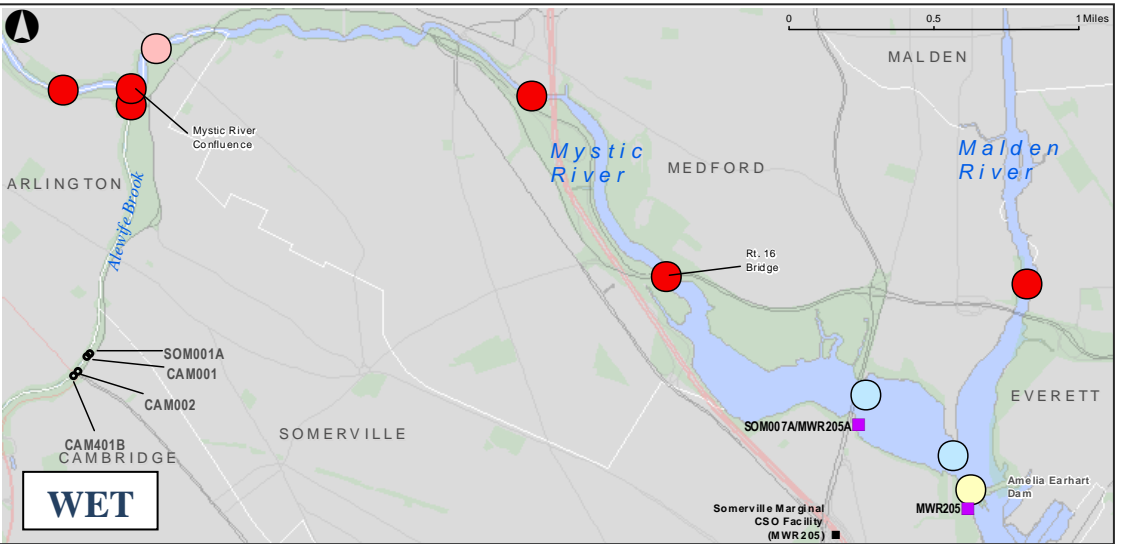 0 0.5 1 Miles
MALDEN
Mystic River
Confluence
Mystic
River
MEDFORD
Malden
River
ARLINGTON
Alewife Brook
Rt. 16
Bridge
SOM001A
CAM001
CAM002
EVERETT
SOMERVILLE
SOM007A/MWR205A
CAM401B
CAMBRIDGE
WET
Amelia Earhart
Dam
MWR205
Somerville Marginal
CSO Facility
(MWR205)